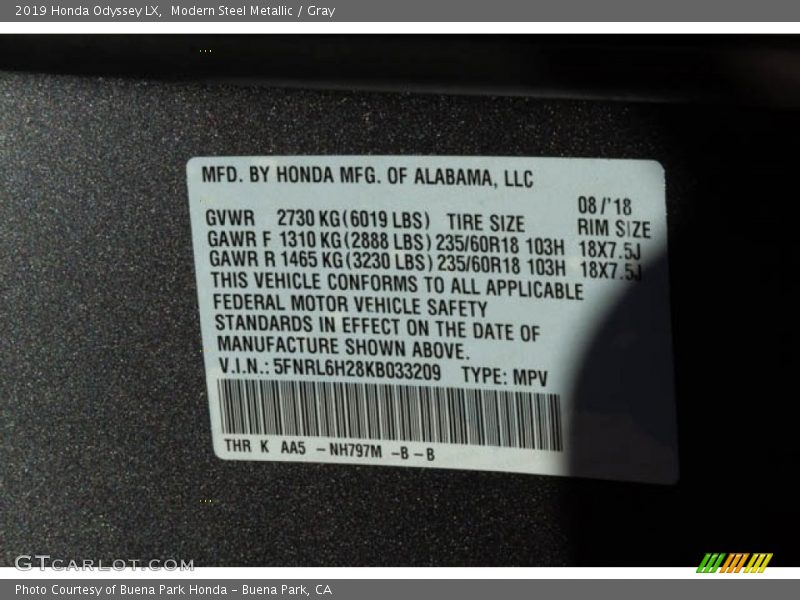 2019 Honda Odyssey LX, Modern Steel Metallic / Gray
MFD. BY HONDA MFG. OF ALABAMA, LLC
08/'18
GVWR 2730 KG(6019 LBS) TIRE SIZE RIM SIZE
GAWR F 1310 KG(2888 LBS) 235/60R18 103H 18X7.5J
GAWR R 1465 KG(3230 LBS) 235/60R18 103H 18X7.5J
THIS VEHICLE CONFORMS TO ALL APPLICABLE
FEDERAL MOTOR VEHICLE SAFETY
STANDARDS IN EFFECT ON THE DATE OF
MANUFACTURE SHOWN ABOVE.
V.I.N.: 5FNRL6H28KB033209 TYPE: MPV
THR K AA5 -NH797M -B -B
GTCARLOT.COM
Photo Courtesy of Buena Park Honda - Buena Park, CA